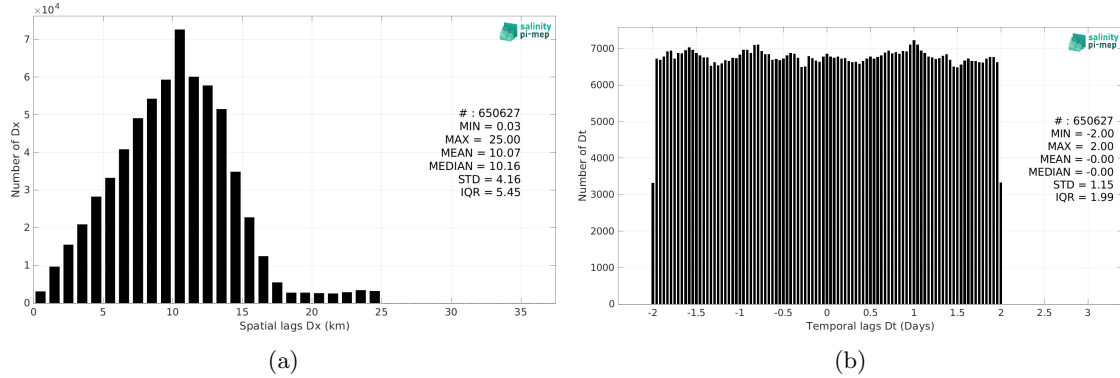 ×10⁴
7
6
5
4
3
2
1
0
Number of Dx
0 5 10 15 20 25 30 35
Spatial lags Dx (km)
salinity
pi-mep
# : 650627
MIN = 0.03
MAX = 25.00
MEAN = 10.07
MEDIAN = 10.16
STD = 4.16
IQR = 5.45
(a)
7000
6000
5000
4000
3000
2000
1000
0
Number of Dt
-2 -1.5 -1 -0.5 0 0.5 1 1.5 2 2.5 3
Temporal lags Dt (Days)
salinity
pi-mep
# : 650627
MIN = -2.00
MAX = 2.00
MEAN = -0.00
MEDIAN = -0.00
STD = 1.15
IQR = 1.99
(b)